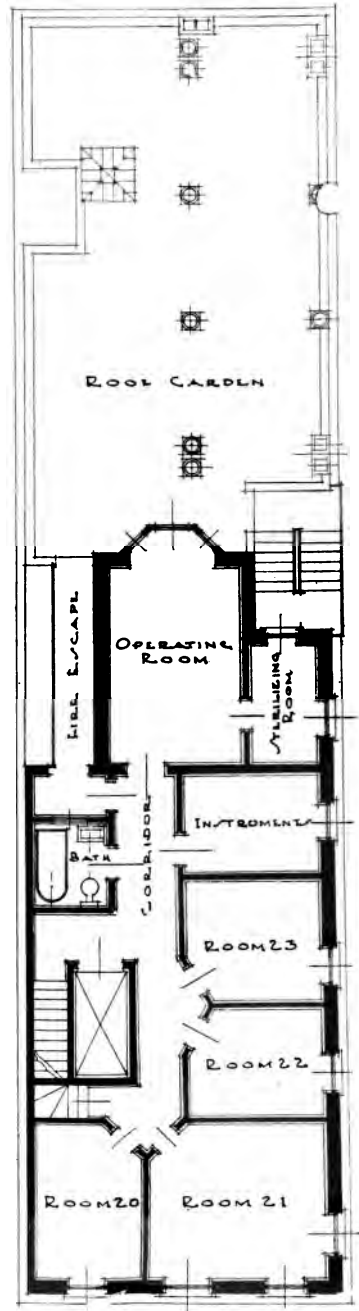 ROOF GARDEN
FIRE ESCAPE
OPERATING
ROOM
STERILIZING
ROOM
CORRIDOR
INSTRUMENTS
BATH
ROOM 23
ROOM 22
ROOM 20
ROOM 21